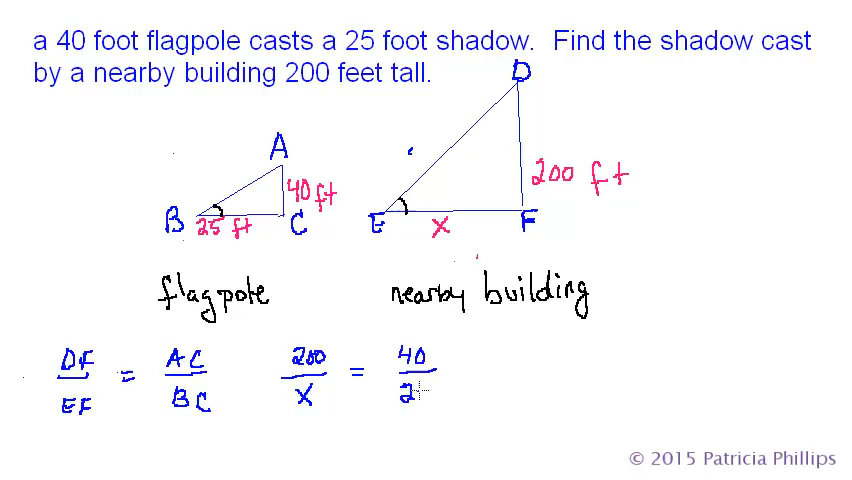 a 40 foot flagpole casts a 25 foot shadow. Find the shadow cast
by a nearby building 200 feet tall.
D
A
40 ft
200 ft
B
25 ft
C
E
x
F
flagpole
nearby building
DF
EF
=
AC
BC
200
x
=
40
2
© 2015 Patricia Phillips